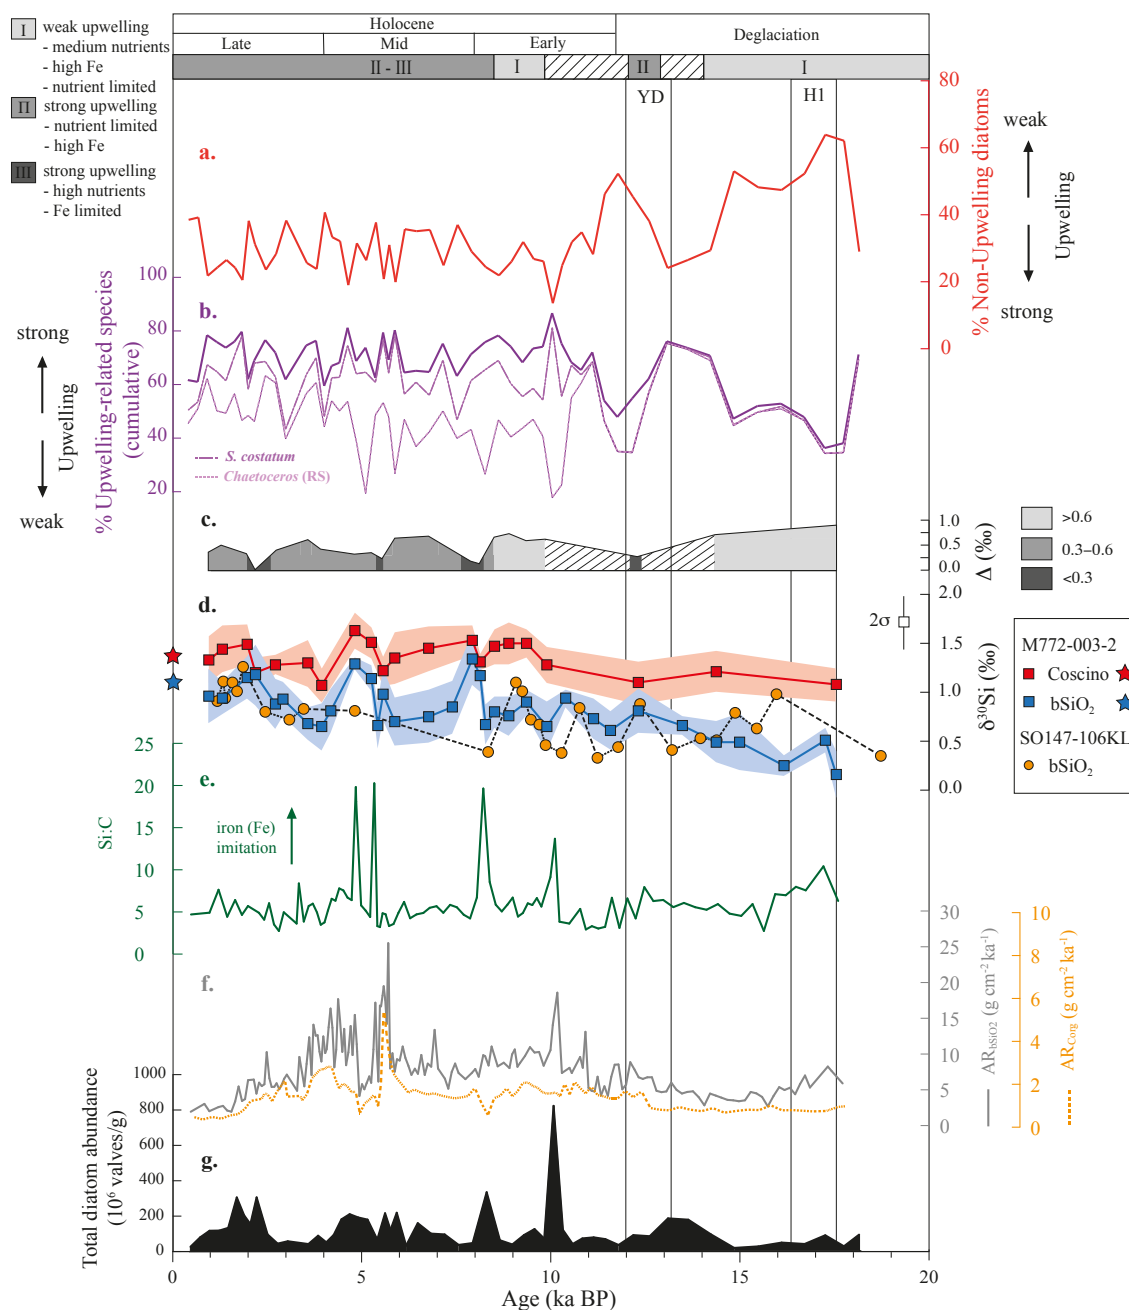 I weak upwelling
- medium nutrients
- high Fe
- nutrient limited
II strong upwelling
- nutrient limited
- high Fe
III strong upwelling
- high nutrients
- Fe limited
Holocene
Late Mid Early
Deglaciation
II - III I II I
YD H1
a.
80
60
40
20
0
% Non-Upwelling diatoms
weak
Upwelling
strong
b.
100
80
60
40
20
% Upwelling-related species
(cumulative)
strong
Upwelling
weak
S. costatum
Chaetoceros (RS)
c.
1.0
0.5
0.0
Δ (‰)
>0.6
0.3–0.6
<0.3
d.
2σ
2.0
1.5
1.0
0.5
0.0
δ³⁰Si (‰)
M772-003-2
Coscino
bSiO₂
SO147-106KL
bSiO₂
e.
25
20
15
10
5
0
Si:C
iron (Fe)
imitation
f.
30
25
20
15
10
5
0
AR bSiO2 (g cm⁻² ka⁻¹)
10
8
6
4
2
0
AR Corg (g cm⁻² ka⁻¹)
g.
1000
800
600
400
200
0
Total diatom abundance
(10⁶ valves/g)
0 5 10 15 20
Age (ka BP)